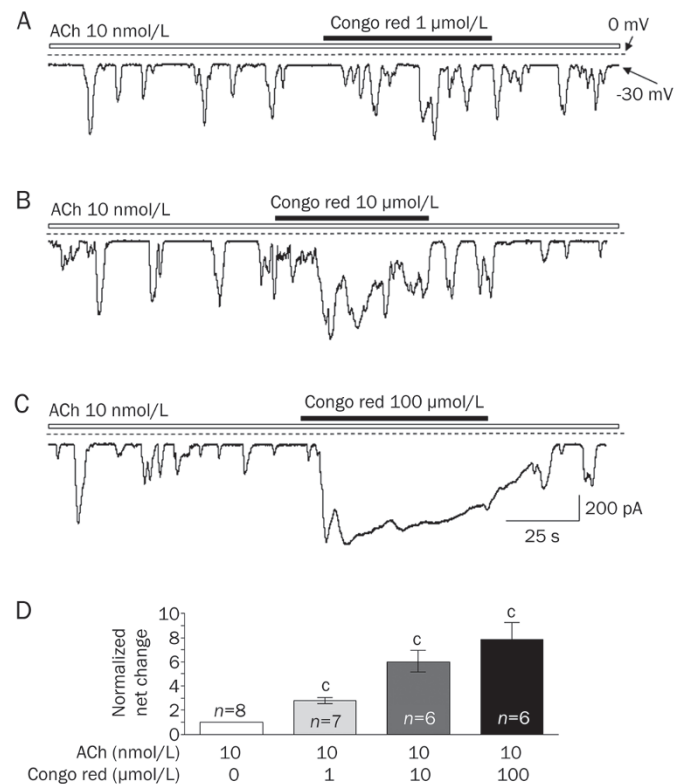 A
ACh 10 nmol/L
Congo red 1 µmol/L
0 mV
-30 mV
B
ACh 10 nmol/L
Congo red 10 µmol/L
C
ACh 10 nmol/L
Congo red 100 µmol/L
200 pA
25 s
D
Normalized
net change
10
8
6
4
2
0
n=8
c
n=7
c
n=6
c
n=6
ACh (nmol/L) 10 10 10 10
Congo red (µmol/L) 0 1 10 100